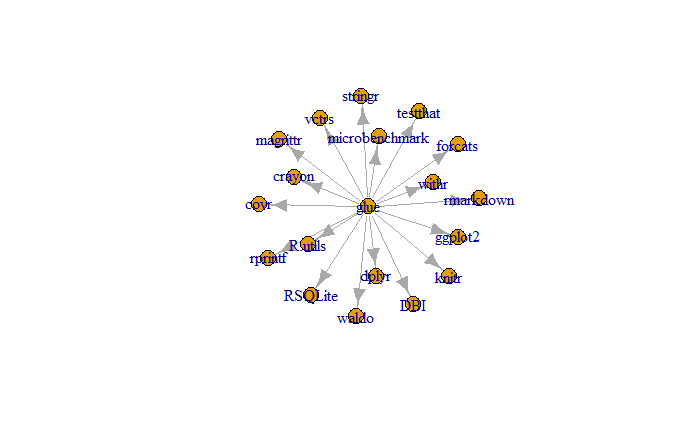 stringr
testthat
vctrs
microbenchmark
magrittr
forcats
crayon
withr
rmarkdown
covr
glue
ggplot2
R.utils
rprintf
dplyr
knitr
RSQLite
DBI
waldo